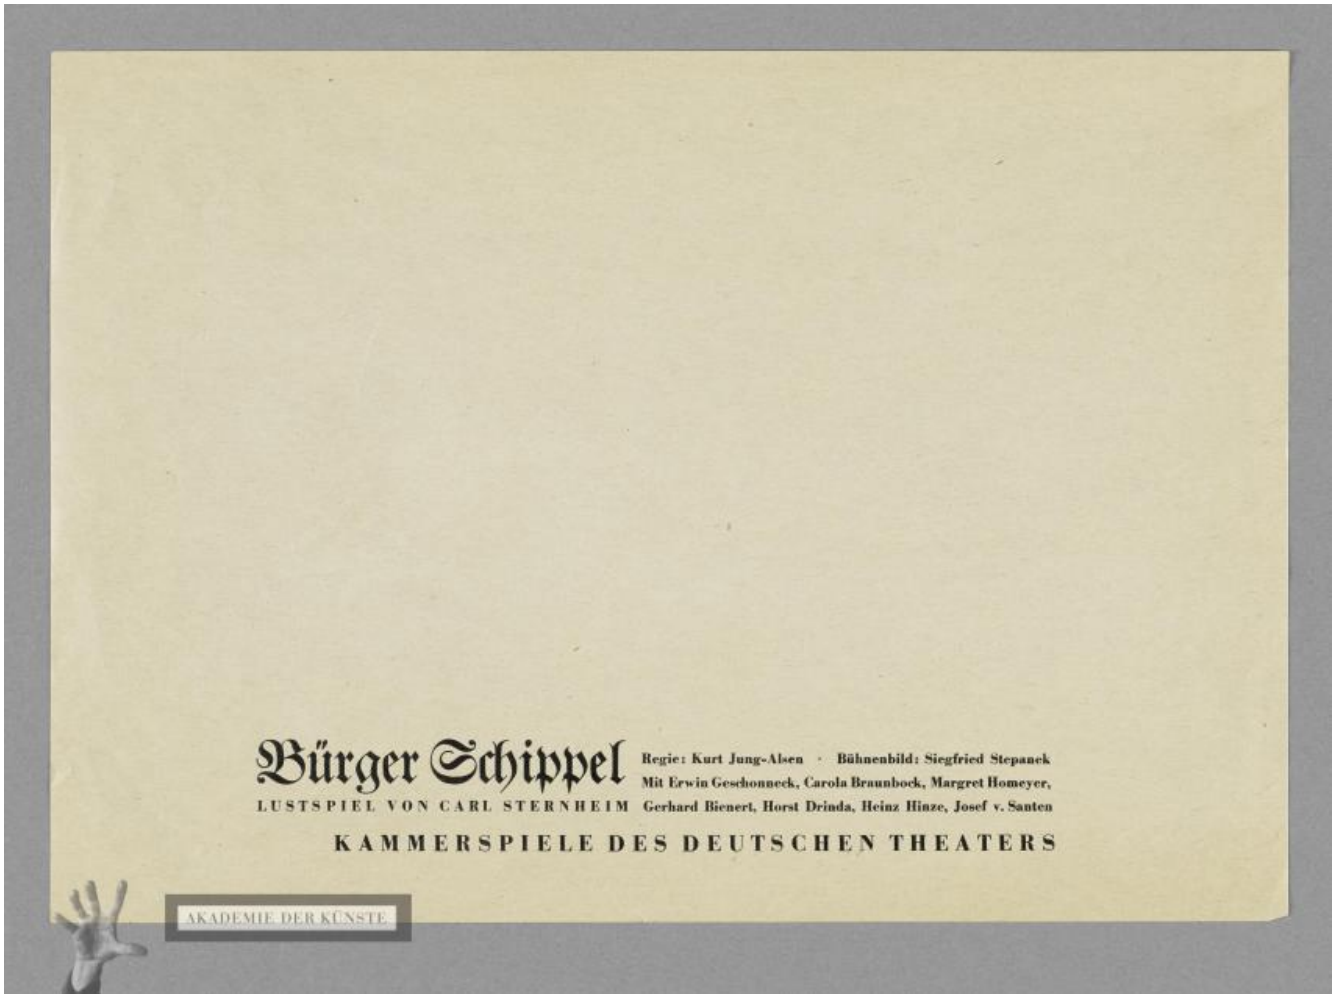 Bürger Schippel
LUSTSPIEL VON CARL STERNHEIM
Regie: Kurt Jung-Alsen · Bühnenbild: Siegfried Stepanek
Mit Erwin Geschonneck, Carola Braunbock, Margret Homeyer,
Gerhard Bienert, Horst Drinda, Heinz Hinze, Josef v. Santen
KAMMERSPIELE DES DEUTSCHEN THEATERS
AKADEMIE DER KÜNSTE